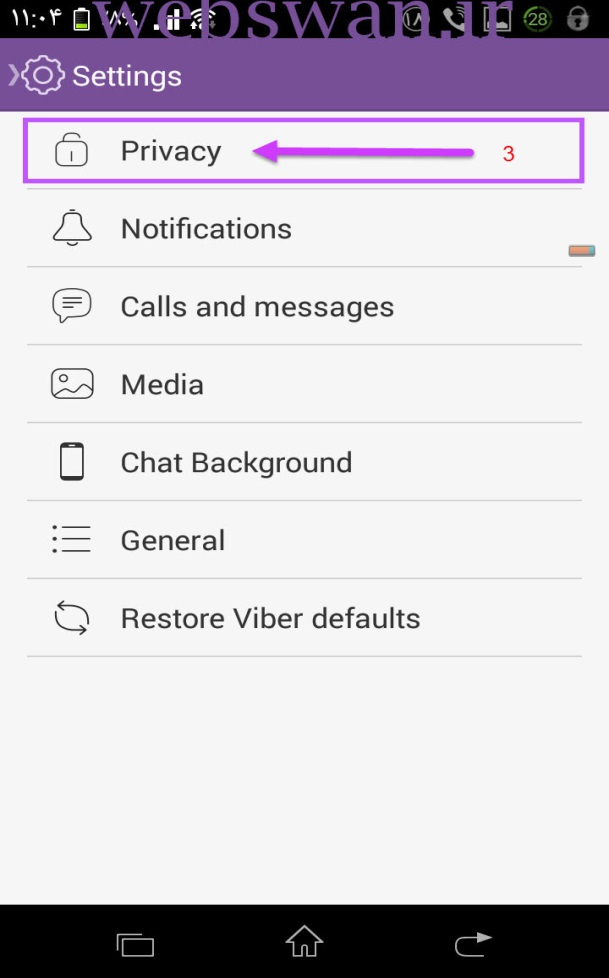 ۱۱:۰۴ webswan.ir 28
Settings
Privacy 3
Notifications
Calls and messages
Media
Chat Background
General
Restore Viber defaults